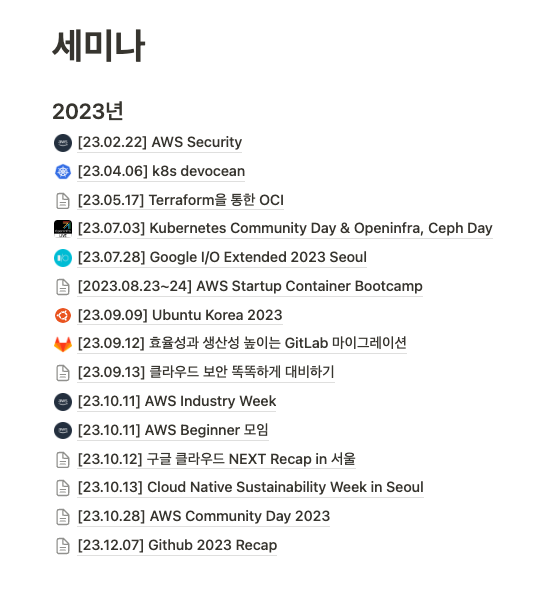 세미나
2023년
[23.02.22] AWS Security
[23.04.06] k8s devocean
[23.05.17] Terraform을 통한 OCI
[23.07.03] Kubernetes Community Day & Openinfra, Ceph Day
[23.07.28] Google I/O Extended 2023 Seoul
[2023.08.23~24] AWS Startup Container Bootcamp
[23.09.09] Ubuntu Korea 2023
[23.09.12] 효율성과 생산성 높이는 GitLab 마이그레이션
[23.09.13] 클라우드 보안 똑똑하게 대비하기
[23.10.11] AWS Industry Week
[23.10.11] AWS Beginner 모임
[23.10.12] 구글 클라우드 NEXT Recap in 서울
[23.10.13] Cloud Native Sustainability Week in Seoul
[23.10.28] AWS Community Day 2023
[23.12.07] Github 2023 Recap